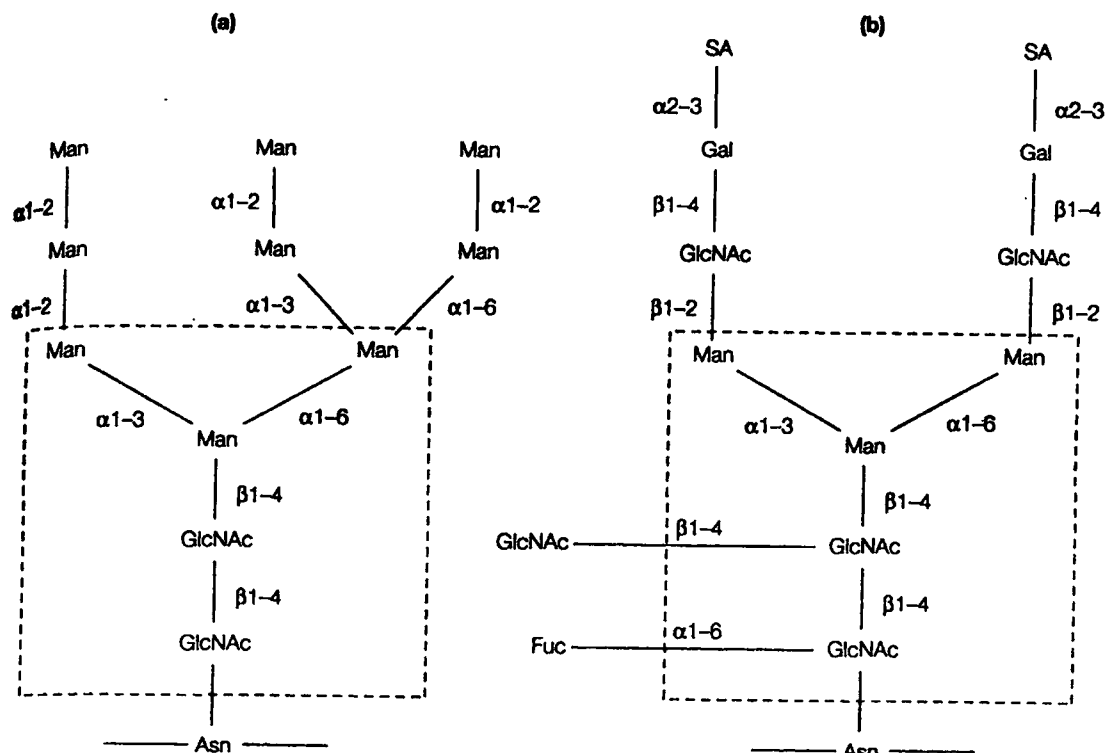 (a)
Man Man Man
α1–2 α1–2 α1–2
Man Man Man
α1–2 α1–3 α1–6
Man Man
α1–3 α1–6
Man
β1–4
GlcNAc
β1–4
GlcNAc
Asn
(b)
SA SA
α2–3 α2–3
Gal Gal
β1–4 β1–4
GlcNAc GlcNAc
β1–2 β1–2
Man Man
α1–3 α1–6
Man
β1–4
GlcNAc β1–4 GlcNAc
β1–4
Fuc α1–6 GlcNAc
Asn